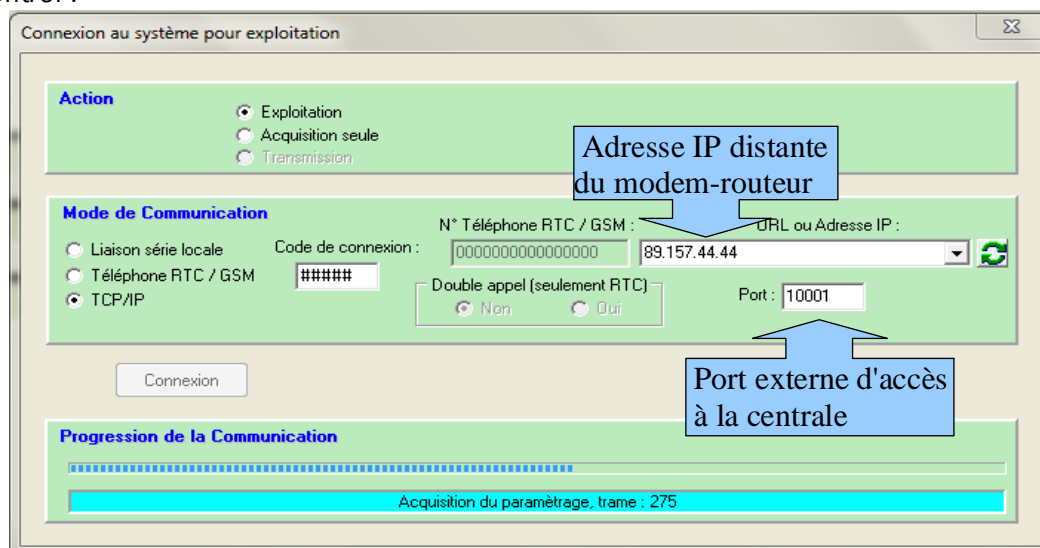 Connexion au système pour exploitation
Action
Exploitation
Acquisition seule
Transmission
Adresse IP distante
du modem-routeur
Mode de Communication
N° Téléphone RTC / GSM :
URL ou Adresse IP :
Liaison série locale
Code de connexion :
0000000000000000
89.157.44.44
Téléphone RTC / GSM
#####
TCP/IP
Double appel (seulement RTC)
Non
Oui
Port :
10001
Connexion
Port externe d'accès
à la centrale
Progression de la Communication
Acquisition du paramètrage, trame : 275